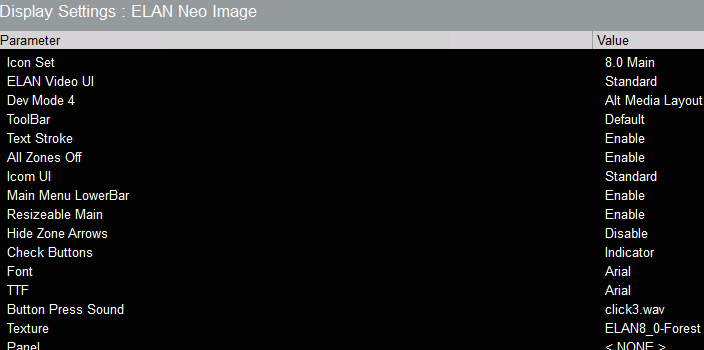 Display Settings : ELAN Neo Image
Parameter Value
Icon Set 8.0 Main
ELAN Video UI Standard
Dev Mode 4 Alt Media Layout
ToolBar Default
Text Stroke Enable
All Zones Off Enable
Icom UI Standard
Main Menu LowerBar Enable
Resizeable Main Enable
Hide Zone Arrows Disable
Check Buttons Indicator
Font Arial
TTF Arial
Button Press Sound click3.wav
Texture ELAN8_0-Forest
Panel < NONE >